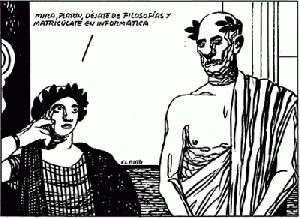 MIRA, PLATÓN, DÉJATE DE FILOSOFÍAS Y
MATRICÚLATE EN INFORMÁTICA
EL ROTO